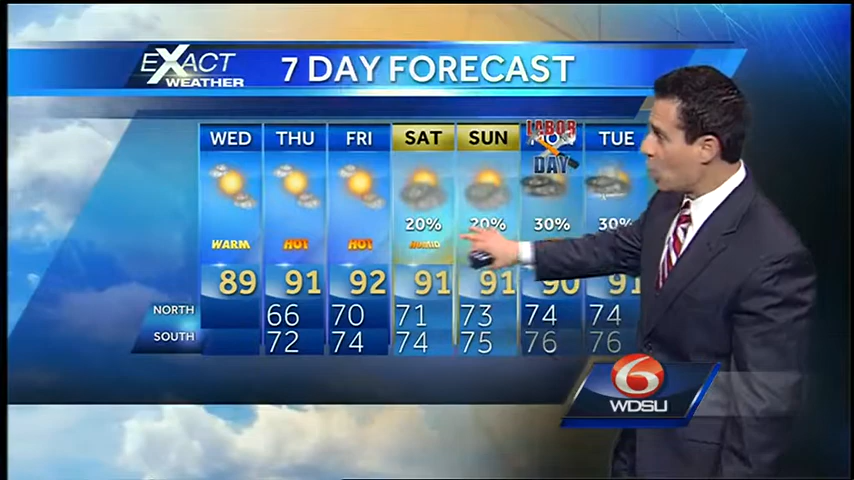 EXACT
WEATHER
7 DAY FORECAST
WED THU FRI SAT SUN LABOR DAY TUE
20% 20% 30% 30%
WARM HOT HOT HUMID
89 91 92 91 91 90 91
NORTH 66 70 71 73 74 74
SOUTH 72 74 74 75 76 76
6
WDSU